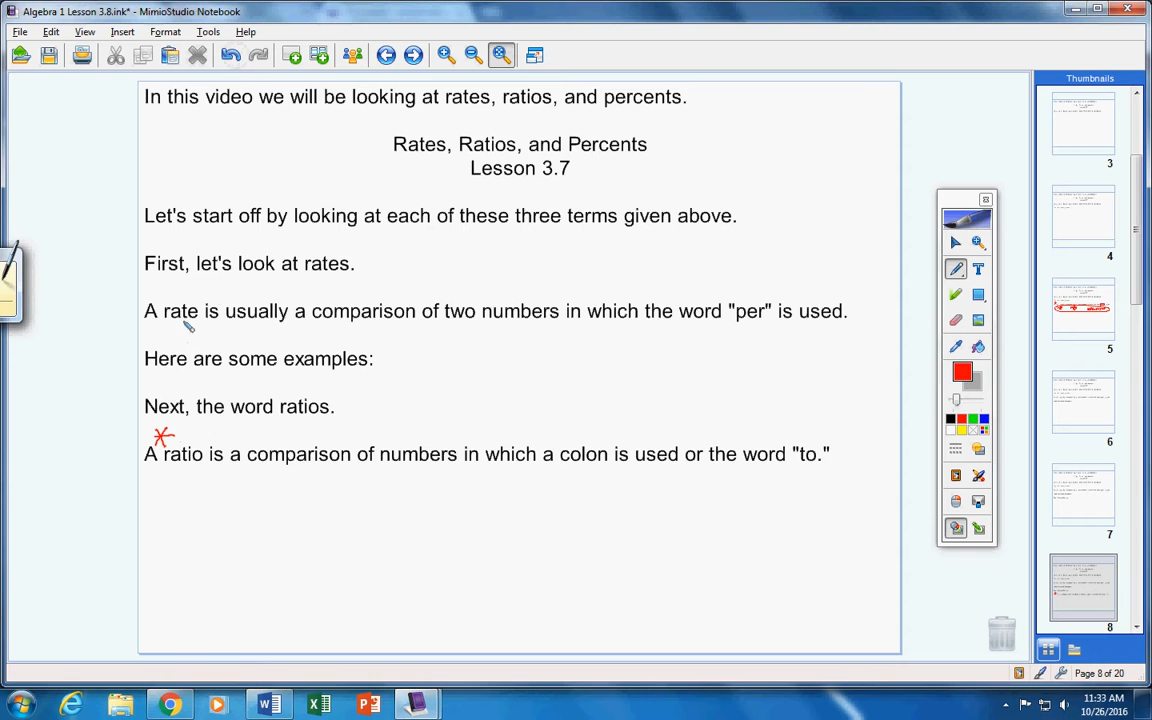 Algebra 1 Lesson 3.8.ink* - MimioStudio Notebook
File Edit View Insert Format Tools Help
Thumbnails
In this video we will be looking at rates, ratios, and percents.
Rates, Ratios, and Percents
Lesson 3.7
Let's start off by looking at each of these three terms given above.
First, let's look at rates.
A rate is usually a comparison of two numbers in which the word "per" is used.
Here are some examples:
Next, the word ratios.
A ratio is a comparison of numbers in which a colon is used or the word "to."
3
4
5
6
7
8
Page 8 of 20
11:33 AM
10/26/2016